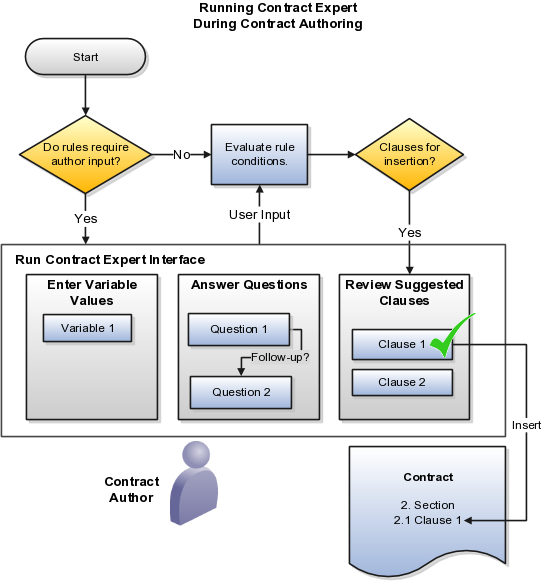 Running Contract Expert
During Contract Authoring
Start
Do rules require
author input?
No
Evaluate rule
conditions.
Clauses for
insertion?
Yes
User Input
Yes
Run Contract Expert Interface
Enter Variable
Values
Variable 1
Answer Questions
Question 1
Follow-up?
Question 2
Review Suggested
Clauses
Clause 1
Clause 2
Insert
Contract
Author
Contract
2. Section
2.1 Clause 1